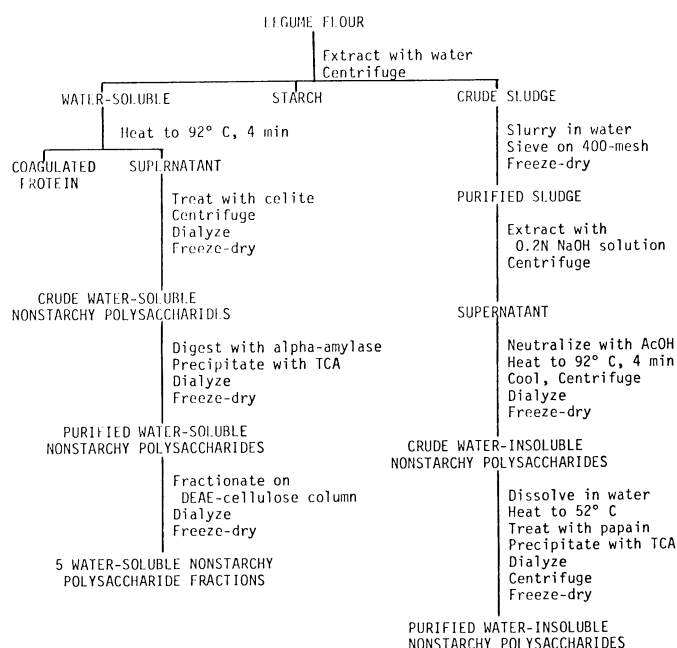 LEGUME FLOUR
Extract with water
Centrifuge
WATER-SOLUBLE
STARCH
CRUDE SLUDGE
Heat to 92° C, 4 min
COAGULATED
PROTEIN
SUPERNATANT
Treat with celite
Centrifuge
Dialyze
Freeze-dry
CRUDE WATER-SOLUBLE
NONSTARCHY POLYSACCHARIDES
Digest with alpha-amylase
Precipitate with TCA
Dialyze
Freeze-dry
PURIFIED WATER-SOLUBLE
NONSTARCHY POLYSACCHARIDES
Fractionate on
DEAE-cellulose column
Dialyze
Freeze-dry
5 WATER-SOLUBLE NONSTARCHY
POLYSACCHARIDE FRACTIONS
Slurry in water
Sieve on 400-mesh
Freeze-dry
PURIFIED SLUDGE
Extract with
0.2N NaOH solution
Centrifuge
SUPERNATANT
Neutralize with AcOH
Heat to 92° C, 4 min
Cool, Centrifuge
Dialyze
Freeze-dry
CRUDE WATER-INSOLUBLE
NONSTARCHY POLYSACCHARIDES
Dissolve in water
Heat to 52° C
Treat with papain
Precipitate with TCA
Dialyze
Centrifuge
Freeze-dry
PURIFIED WATER-INSOLUBLE
NONSTARCHY POLYSACCHARIDES